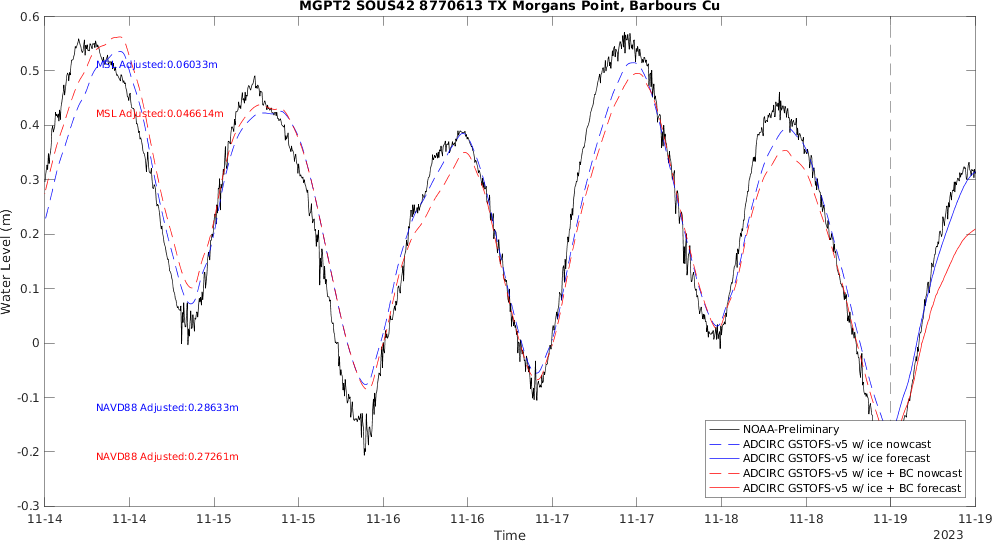 MGPT2 SOUS42 8770613 TX Morgans Point, Barbours Cu
0.6
0.5
0.4
0.3
0.2
0.1
0
-0.1
-0.2
-0.3
Water Level (m)
MSL Adjusted:0.06033m
MSL Adjusted:0.046614m
NAVD88 Adjusted:0.28633m
NAVD88 Adjusted:0.27261m
NOAA-Preliminary
ADCIRC GSTOFS-v5 w/ ice nowcast
ADCIRC GSTOFS-v5 w/ ice forecast
ADCIRC GSTOFS-v5 w/ ice + BC nowcast
ADCIRC GSTOFS-v5 w/ ice + BC forecast
11-14 11-14 11-15 11-15 11-16 11-16 11-17 11-17 11-18 11-18 11-19 11-19
Time
2023